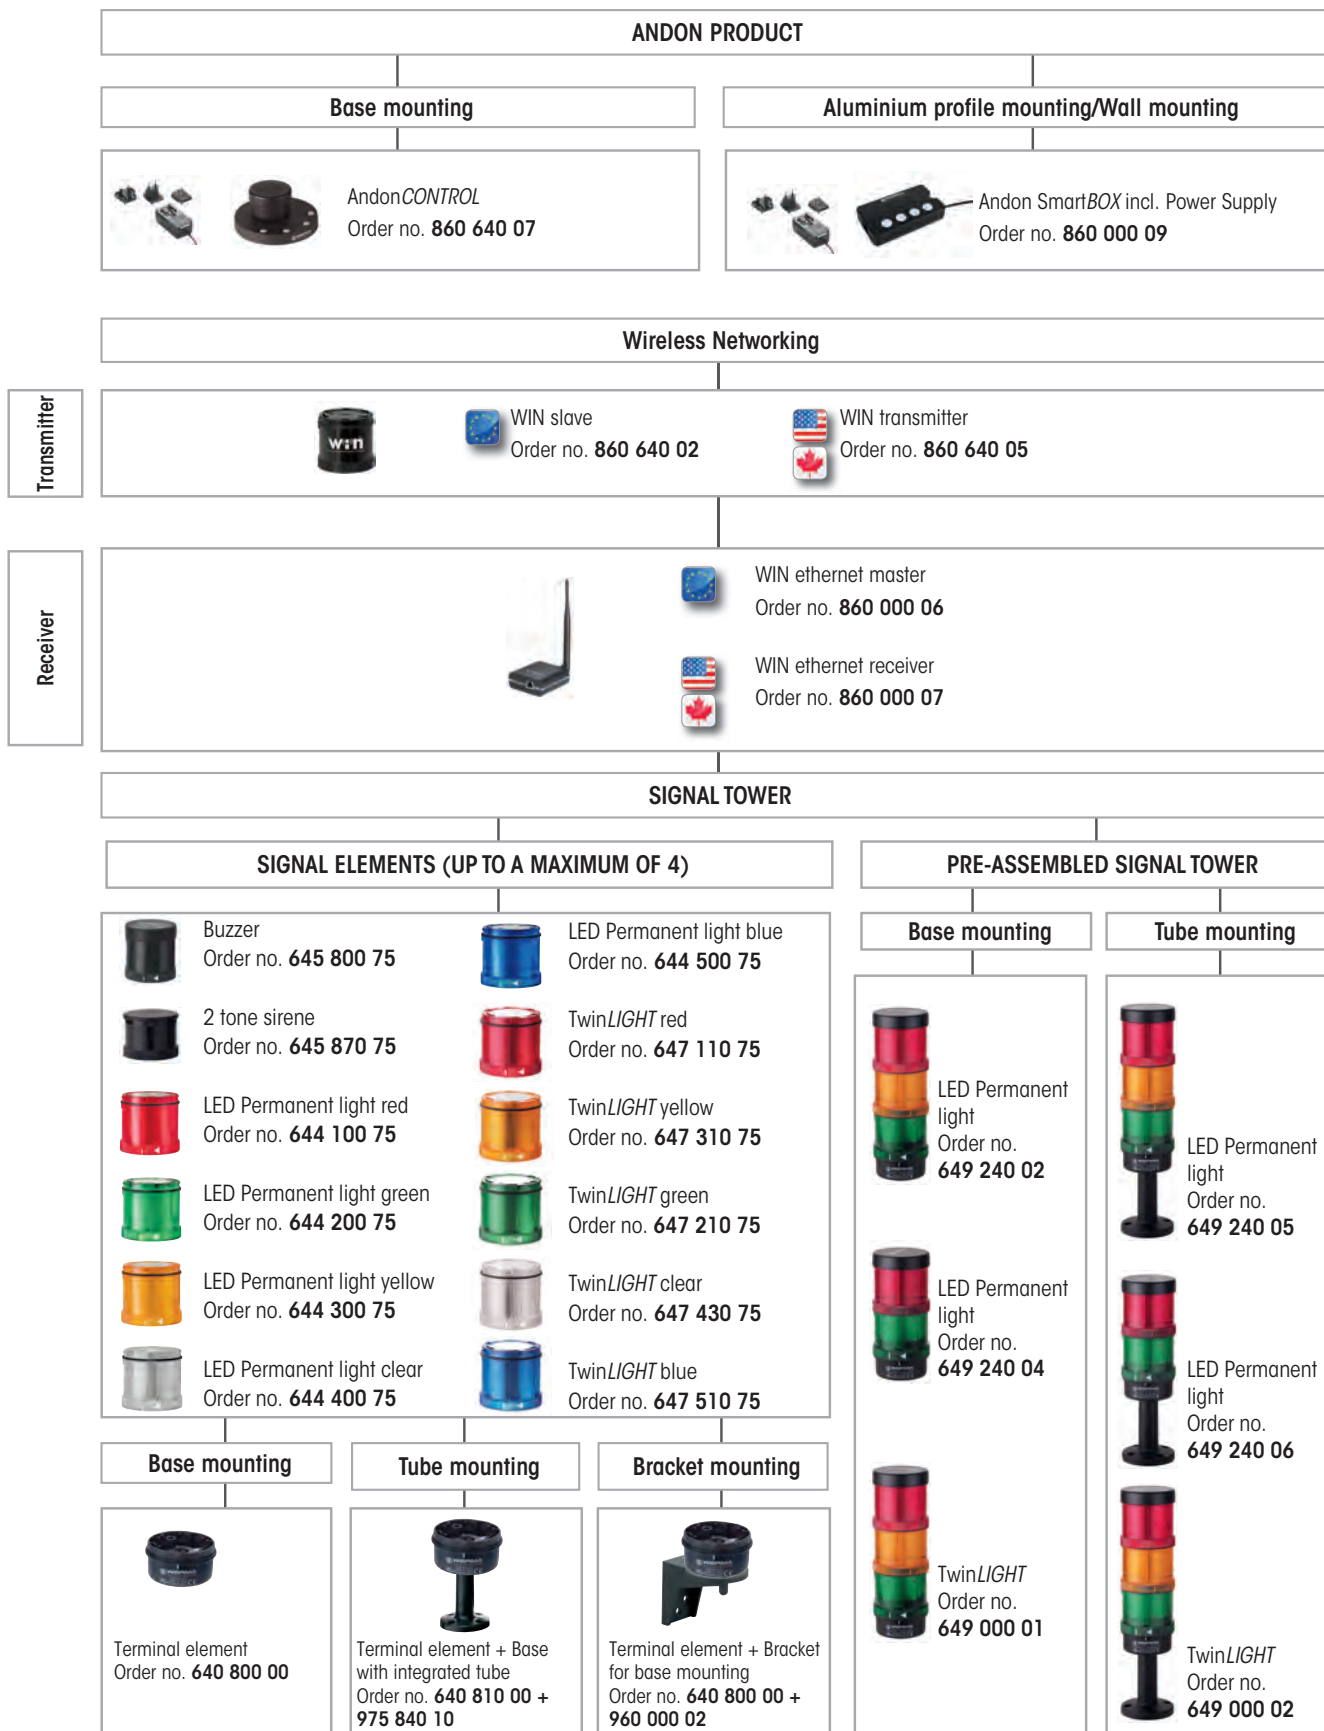 ANDON PRODUCT
Base mounting
Aluminium profile mounting/Wall mounting
AndonCONTROL
Order no. 860 640 07
Andon SmartBOX incl. Power Supply
Order no. 860 000 09
Wireless Networking
Transmitter
win
WIN slave
Order no. 860 640 02
WIN transmitter
Order no. 860 640 05
Receiver
WIN ethernet master
Order no. 860 000 06
WIN ethernet receiver
Order no. 860 000 07
SIGNAL TOWER
SIGNAL ELEMENTS (UP TO A MAXIMUM OF 4)
Buzzer
Order no. 645 800 75
2 tone sirene
Order no. 645 870 75
LED Permanent light red
Order no. 644 100 75
LED Permanent light green
Order no. 644 200 75
LED Permanent light yellow
Order no. 644 300 75
LED Permanent light clear
Order no. 644 400 75
LED Permanent light blue
Order no. 644 500 75
TwinLIGHT red
Order no. 647 110 75
TwinLIGHT yellow
Order no. 647 310 75
TwinLIGHT green
Order no. 647 210 75
TwinLIGHT clear
Order no. 647 430 75
TwinLIGHT blue
Order no. 647 510 75
Base mounting
Terminal element
Order no. 640 800 00
Tube mounting
Terminal element + Base
with integrated tube
Order no. 640 810 00 +
975 840 10
Bracket mounting
Terminal element + Bracket
for base mounting
Order no. 640 800 00 +
960 000 02
PRE-ASSEMBLED SIGNAL TOWER
Base mounting
LED Permanent
light
Order no.
649 240 02
LED Permanent
light
Order no.
649 240 04
TwinLIGHT
Order no.
649 000 01
Tube mounting
LED Permanent
light
Order no.
649 240 05
LED Permanent
light
Order no.
649 240 06
TwinLIGHT
Order no.
649 000 02